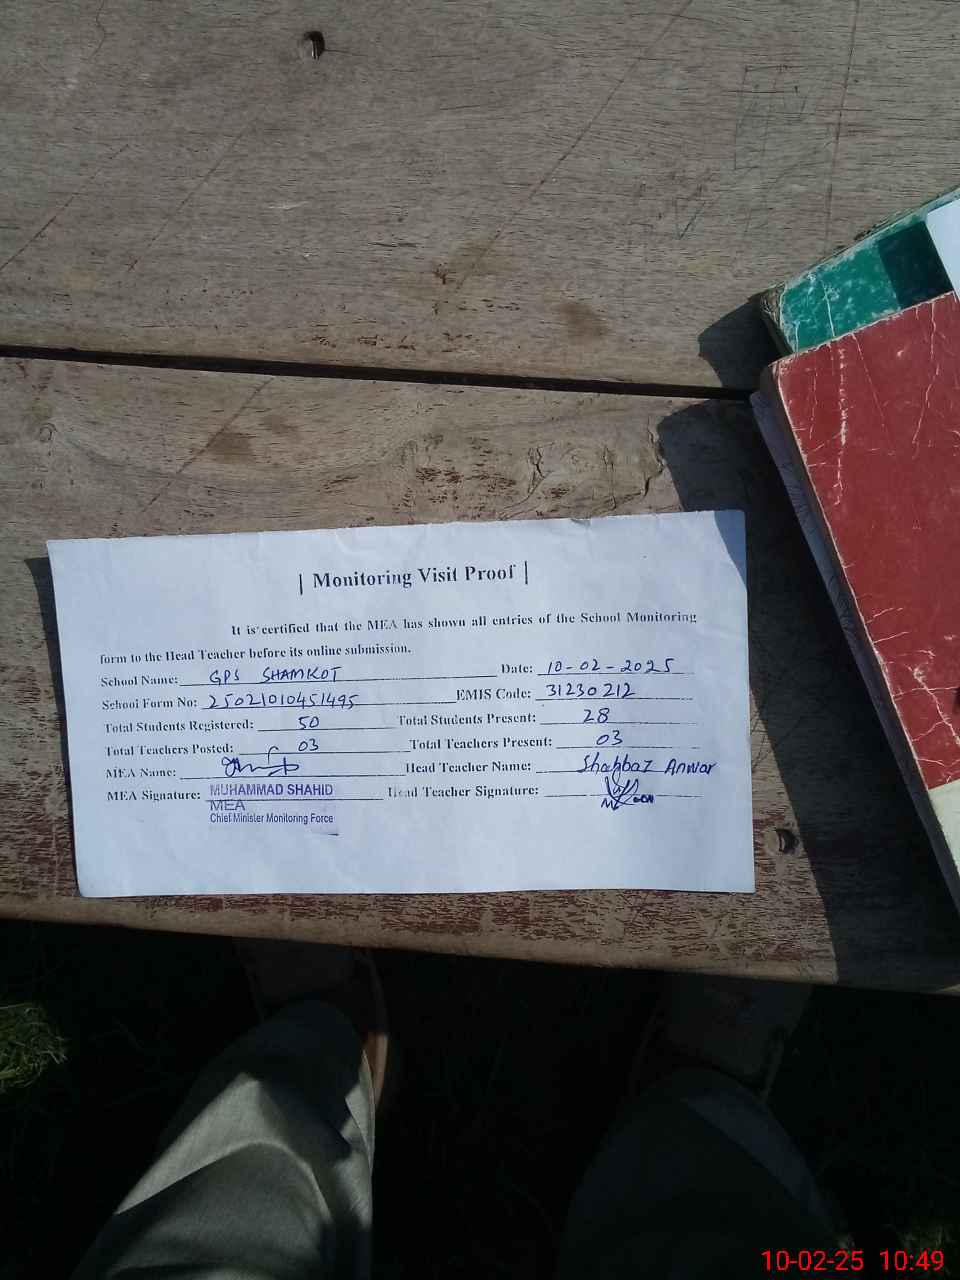 | Monitoring Visit Proof |
It is certified that the MEA has shown all entries of the School Monitoring
form to the Head Teacher before its online submission.
School Name: GPS SHAMKOT Date: 10-02-2025
School Form No: 25021010451495 EMIS Code: 31230212
Total Students Registered: 50 Total Students Present: 28
Total Teachers Posted: 03 Total Teachers Present: 03
MEA Name: Head Teacher Name: Shahbaz Anwar
MEA Signature: MUHAMMAD SHAHID Head Teacher Signature:
MEA
Chief Minister Monitoring Force
10-02-25 10:49